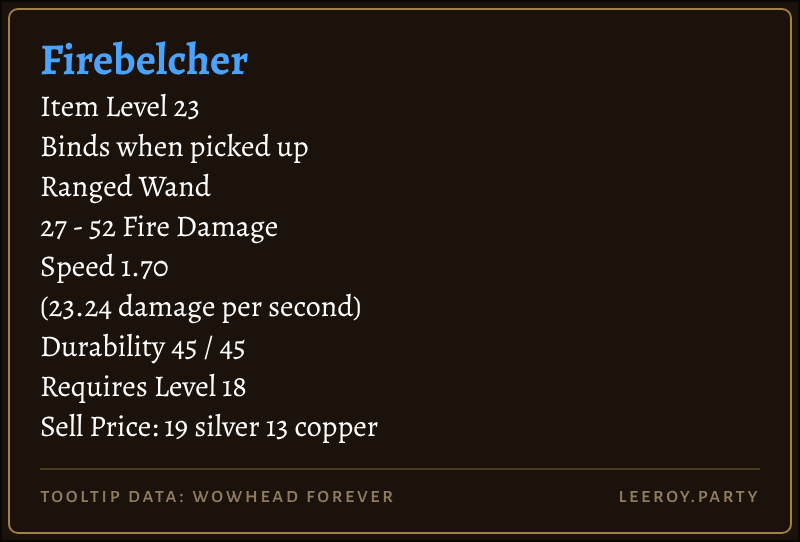 Firebelcher
Item Level 23
Binds when picked up
Ranged Wand
27 - 52 Fire Damage
Speed 1.70
(23.24 damage per second)
Durability 45 / 45
Requires Level 18
Sell Price: 19 silver 13 copper
TOOLTIP DATA: WOWHEAD FOREVER
LEEROY.PARTY